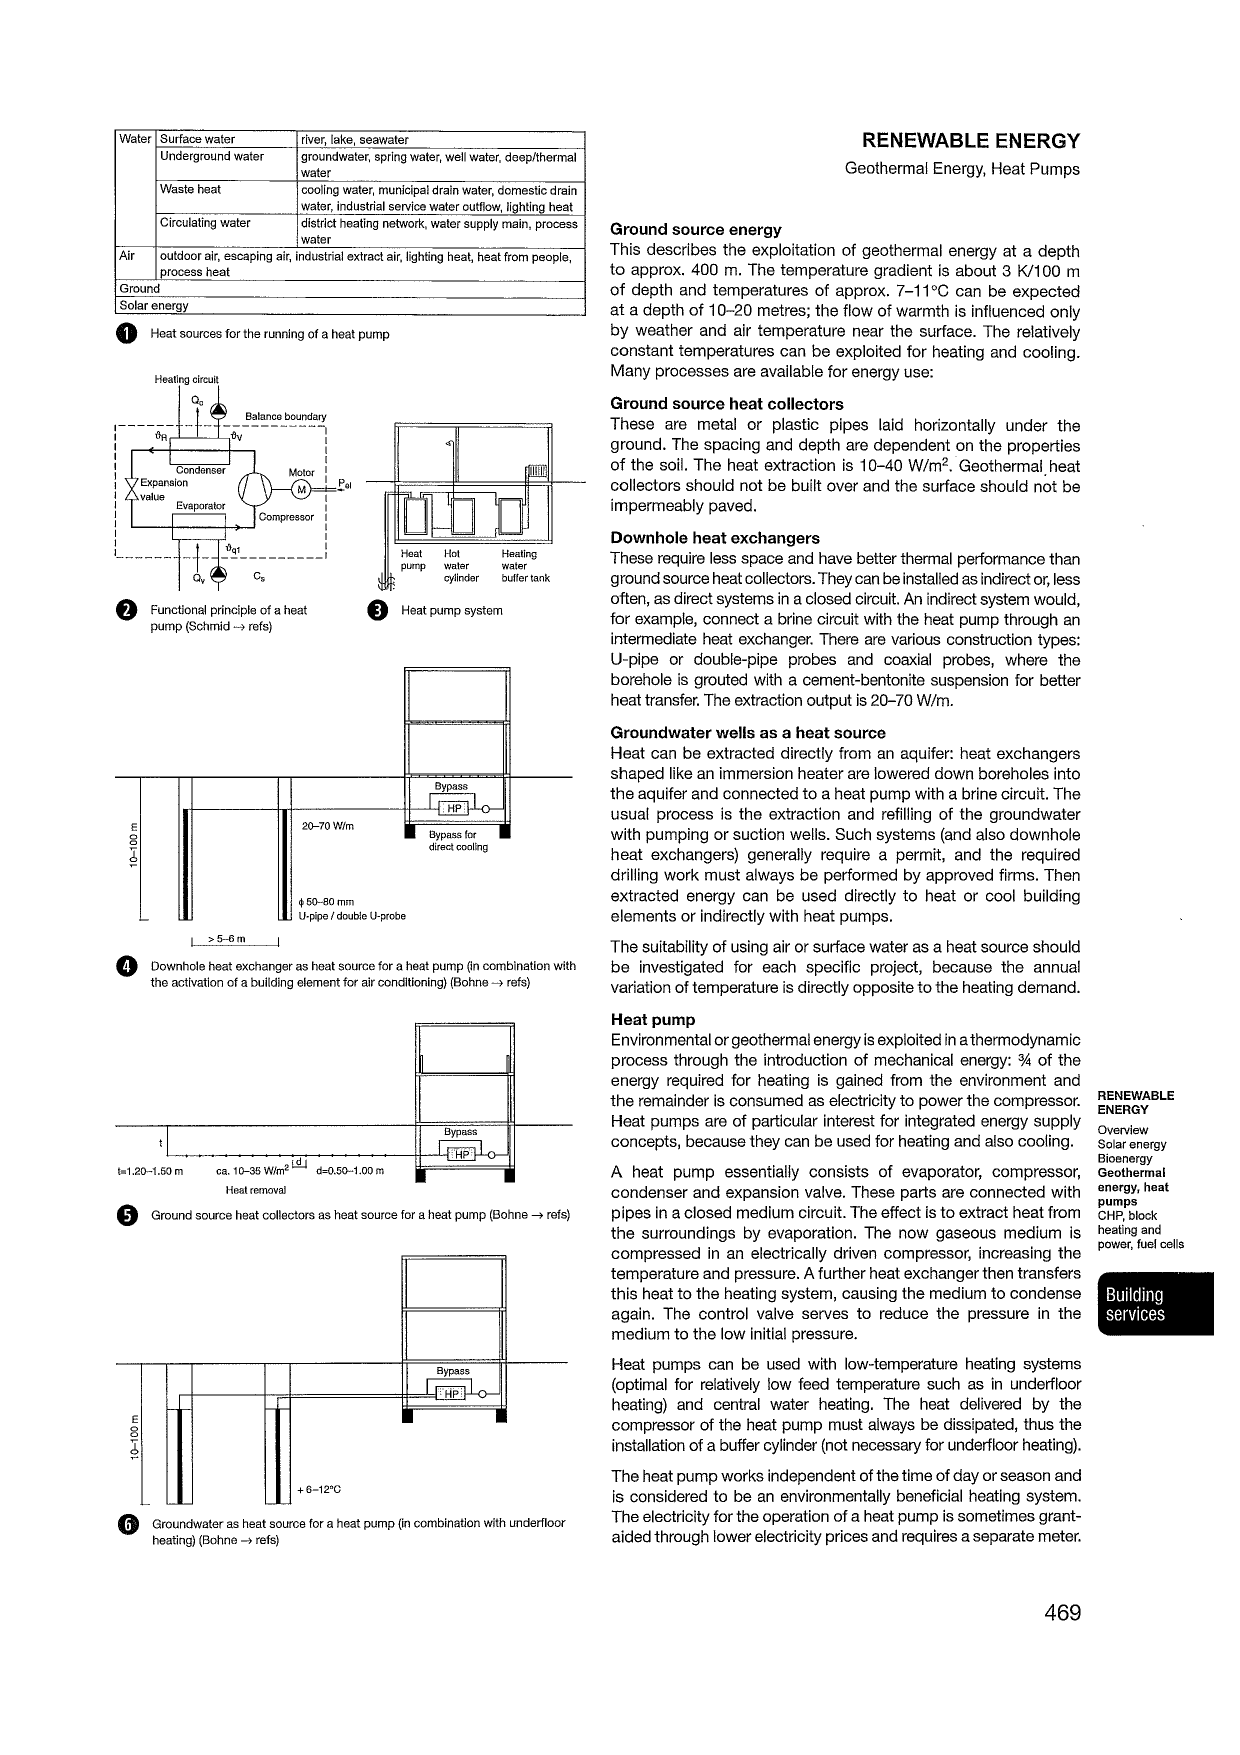 RENEWABLE ENERGY
Geothermal Energy, Heat Pumps
Water Surface water river, lake, seawater
Underground water groundwater, spring water, well water, deep/thermal
water
Waste heat cooling water, municipal drain water, domestic drain
water, industrial service water outflow, lighting heat
Circulating water district heating network, water supply main, process
water
Air outdoor air, escaping air, industrial extract air, lighting heat, heat from people,
process heat
Ground
Solar energy
1 Heat sources for the running of a heat pump
Heating circuit
Qc
Balance boundary
ϑR ϑV
Condenser
Motor
M
Pel
Expansion
value
Evaporator
Compressor
ϑq1
Qv
Cs
2 Functional principle of a heat
pump (Schmid → refs)
Heat Hot Heating
pump water water
cylinder buffer tank
3 Heat pump system
Bypass
HP
10–100 m
20–70 W/m
Bypass for
direct cooling
ϕ 50–80 mm
U-pipe / double U-probe
> 5–6 m
4 Downhole heat exchanger as heat source for a heat pump (in combination with
the activation of a building element for air conditioning) (Bohne → refs)
Bypass
t
HP
d
t=1.20–1.50 m ca. 10–35 W/m² d=0.50–1.00 m
Heat removal
5 Ground source heat collectors as heat source for a heat pump (Bohne → refs)
Bypass
HP
10–100 m
+ 6–12°C
6 Groundwater as heat source for a heat pump (in combination with underfloor
heating) (Bohne → refs)
Ground source energy
This describes the exploitation of geothermal energy at a depth
to approx. 400 m. The temperature gradient is about 3 K/100 m
of depth and temperatures of approx. 7–11°C can be expected
at a depth of 10–20 metres; the flow of warmth is influenced only
by weather and air temperature near the surface. The relatively
constant temperatures can be exploited for heating and cooling.
Many processes are available for energy use:
Ground source heat collectors
These are metal or plastic pipes laid horizontally under the
ground. The spacing and depth are dependent on the properties
of the soil. The heat extraction is 10–40 W/m². Geothermal heat
collectors should not be built over and the surface should not be
impermeably paved.
Downhole heat exchangers
These require less space and have better thermal performance than
ground source heat collectors. They can be installed as indirect or, less
often, as direct systems in a closed circuit. An indirect system would,
for example, connect a brine circuit with the heat pump through an
intermediate heat exchanger. There are various construction types:
U-pipe or double-pipe probes and coaxial probes, where the
borehole is grouted with a cement-bentonite suspension for better
heat transfer. The extraction output is 20–70 W/m.
Groundwater wells as a heat source
Heat can be extracted directly from an aquifer: heat exchangers
shaped like an immersion heater are lowered down boreholes into
the aquifer and connected to a heat pump with a brine circuit. The
usual process is the extraction and refilling of the groundwater
with pumping or suction wells. Such systems (and also downhole
heat exchangers) generally require a permit, and the required
drilling work must always be performed by approved firms. Then
extracted energy can be used directly to heat or cool building
elements or indirectly with heat pumps.
The suitability of using air or surface water as a heat source should
be investigated for each specific project, because the annual
variation of temperature is directly opposite to the heating demand.
Heat pump
Environmental or geothermal energy is exploited in a thermodynamic
process through the introduction of mechanical energy: ¾ of the
energy required for heating is gained from the environment and
the remainder is consumed as electricity to power the compressor.
Heat pumps are of particular interest for integrated energy supply
concepts, because they can be used for heating and also cooling.
A heat pump essentially consists of evaporator, compressor,
condenser and expansion valve. These parts are connected with
pipes in a closed medium circuit. The effect is to extract heat from
the surroundings by evaporation. The now gaseous medium is
compressed in an electrically driven compressor, increasing the
temperature and pressure. A further heat exchanger then transfers
this heat to the heating system, causing the medium to condense
again. The control valve serves to reduce the pressure in the
medium to the low initial pressure.
Heat pumps can be used with low-temperature heating systems
(optimal for relatively low feed temperature such as in underfloor
heating) and central water heating. The heat delivered by the
compressor of the heat pump must always be dissipated, thus the
installation of a buffer cylinder (not necessary for underfloor heating).
The heat pump works independent of the time of day or season and
is considered to be an environmentally beneficial heating system.
The electricity for the operation of a heat pump is sometimes grant-
aided through lower electricity prices and requires a separate meter.
RENEWABLE
ENERGY
Overview
Solar energy
Bioenergy
Geothermal
energy, heat
pumps
CHP, block
heating and
power, fuel cells
Building
services
469